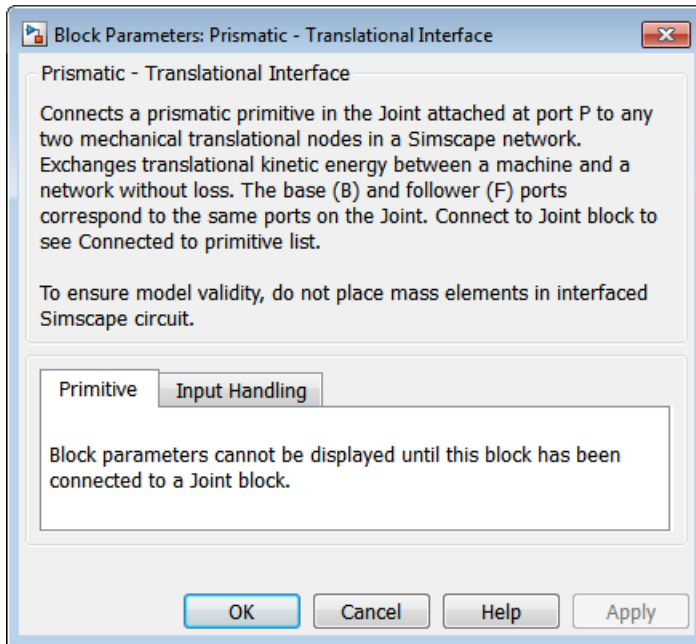 Block Parameters: Prismatic - Translational Interface
Prismatic - Translational Interface
Connects a prismatic primitive in the Joint attached at port P to any
two mechanical translational nodes in a Simscape network.
Exchanges translational kinetic energy between a machine and a
network without loss. The base (B) and follower (F) ports
correspond to the same ports on the Joint. Connect to Joint block to
see Connected to primitive list.
To ensure model validity, do not place mass elements in interfaced
Simscape circuit.
Primitive Input Handling
Block parameters cannot be displayed until this block has been
connected to a Joint block.
OK Cancel Help Apply